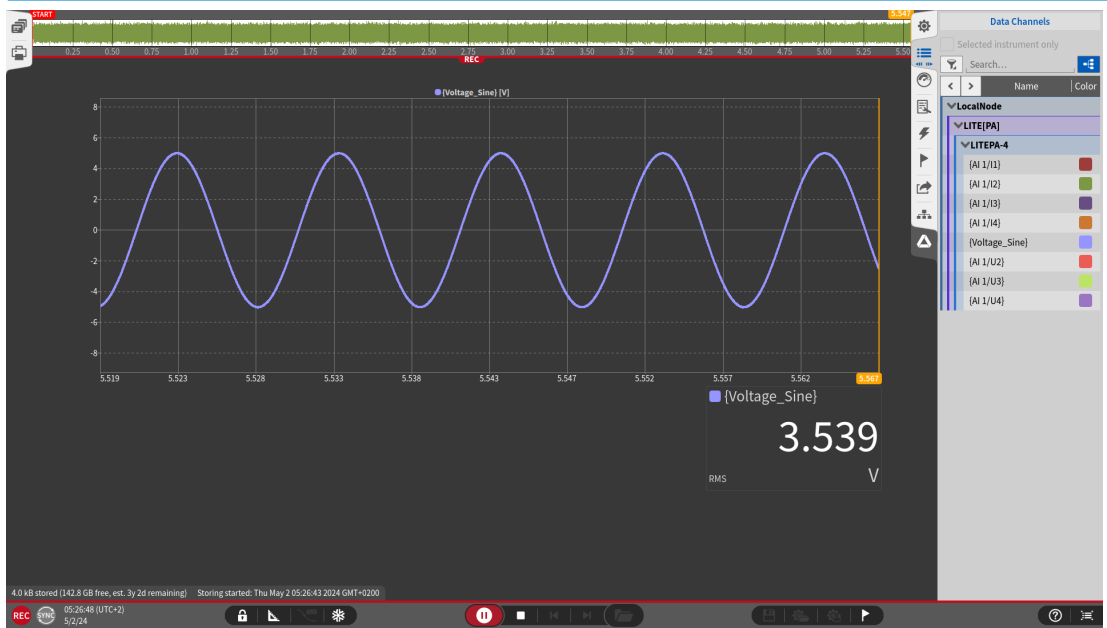 START
5.547
0.25 0.50 0.75 1.00 1.25 1.50 1.75 2.00 2.25 2.50 2.75 3.00 3.25 3.50 3.75 4.00 4.25 4.50 4.75 5.00 5.25 5.50
REC
{Voltage_Sine} [V]
8
6
4
2
0
-2
-4
-6
-8
5.519 5.523 5.528 5.533 5.538 5.543 5.547 5.552 5.557 5.562 5.567
{Voltage_Sine}
3.539
RMS V
Data Channels
Selected instrument only
Search...
< > Name Color
LocalNode
LITE[PA]
LITEPA-4
{AI 1/I1}
{AI 1/I2}
{AI 1/I3}
{AI 1/I4}
{Voltage_Sine}
{AI 1/U2}
{AI 1/U3}
{AI 1/U4}
4.0 kB stored (142.8 GB free, est. 3y 2d remaining) Storing started: Thu May 2 05:26:43 2024 GMT+0200
REC SYNC 05:26:48 (UTC+2)
5/2/24